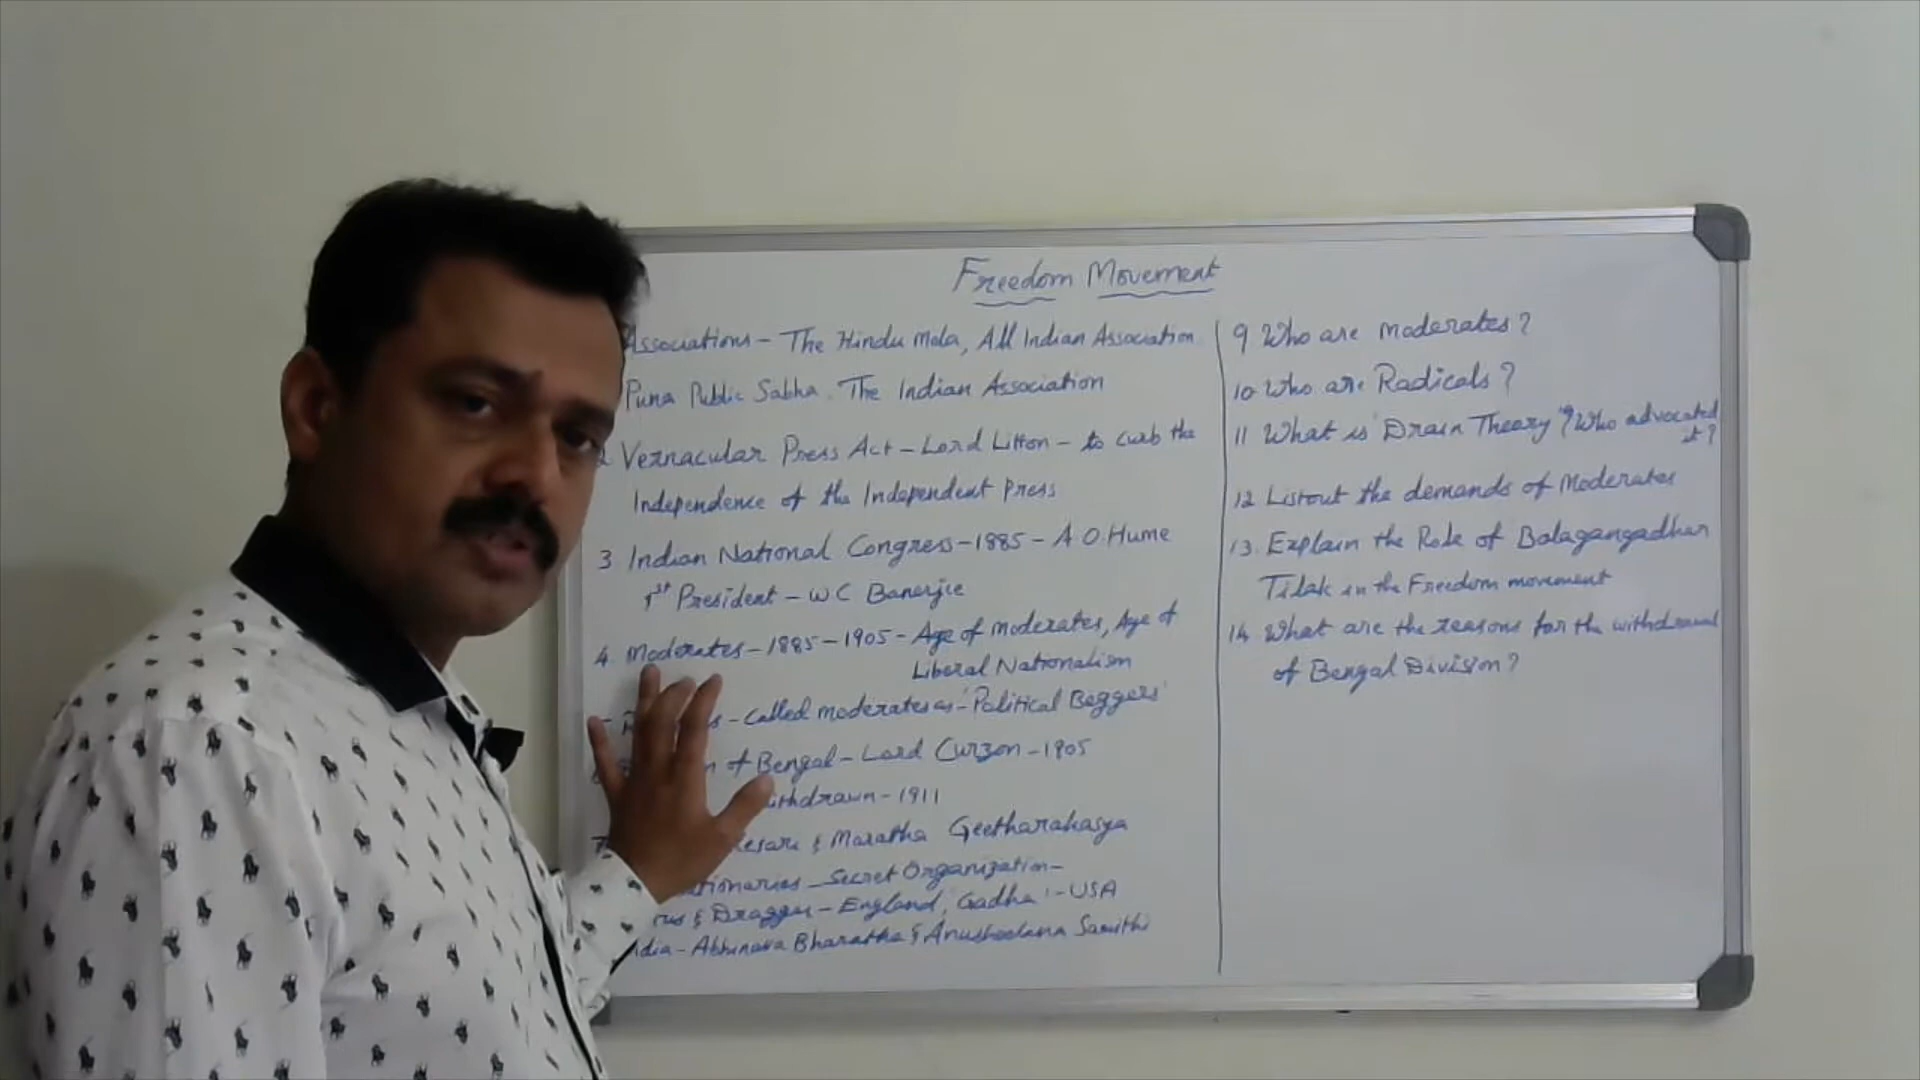 Freedom Movement
Associations - The Hindu Mela, All Indian Association
Puna Public Sabha. The Indian Association
2 Vernacular Press Act - Lord Litton - to curb the
Independence of the Independent Press
3 Indian National Congress - 1885 - A O. Hume
1st President - W C Banerjie
4. Moderates - 1885 - 1905 - Age of moderates, Age of
Liberal Nationalism
- Called moderates as - 'Political Beggers'
of Bengal - Lord Curzon - 1905
withdrawn - 1911
& Maratha Geetharahasya
Secret Organization -
& Dragger - England, 'Gadha' - USA
- Abhinava Bharatha & Anusheelana Samithi
9 Who are moderates?
10 Who are Radicals?
11 What is "Drain Theory"? Who advocated
it?
12 Listout the demands of Moderates
13. Explain the Role of Balagangadhar
Tilak in the Freedom movement
14 What are the reasons for the withdrawal
of Bengal Division?